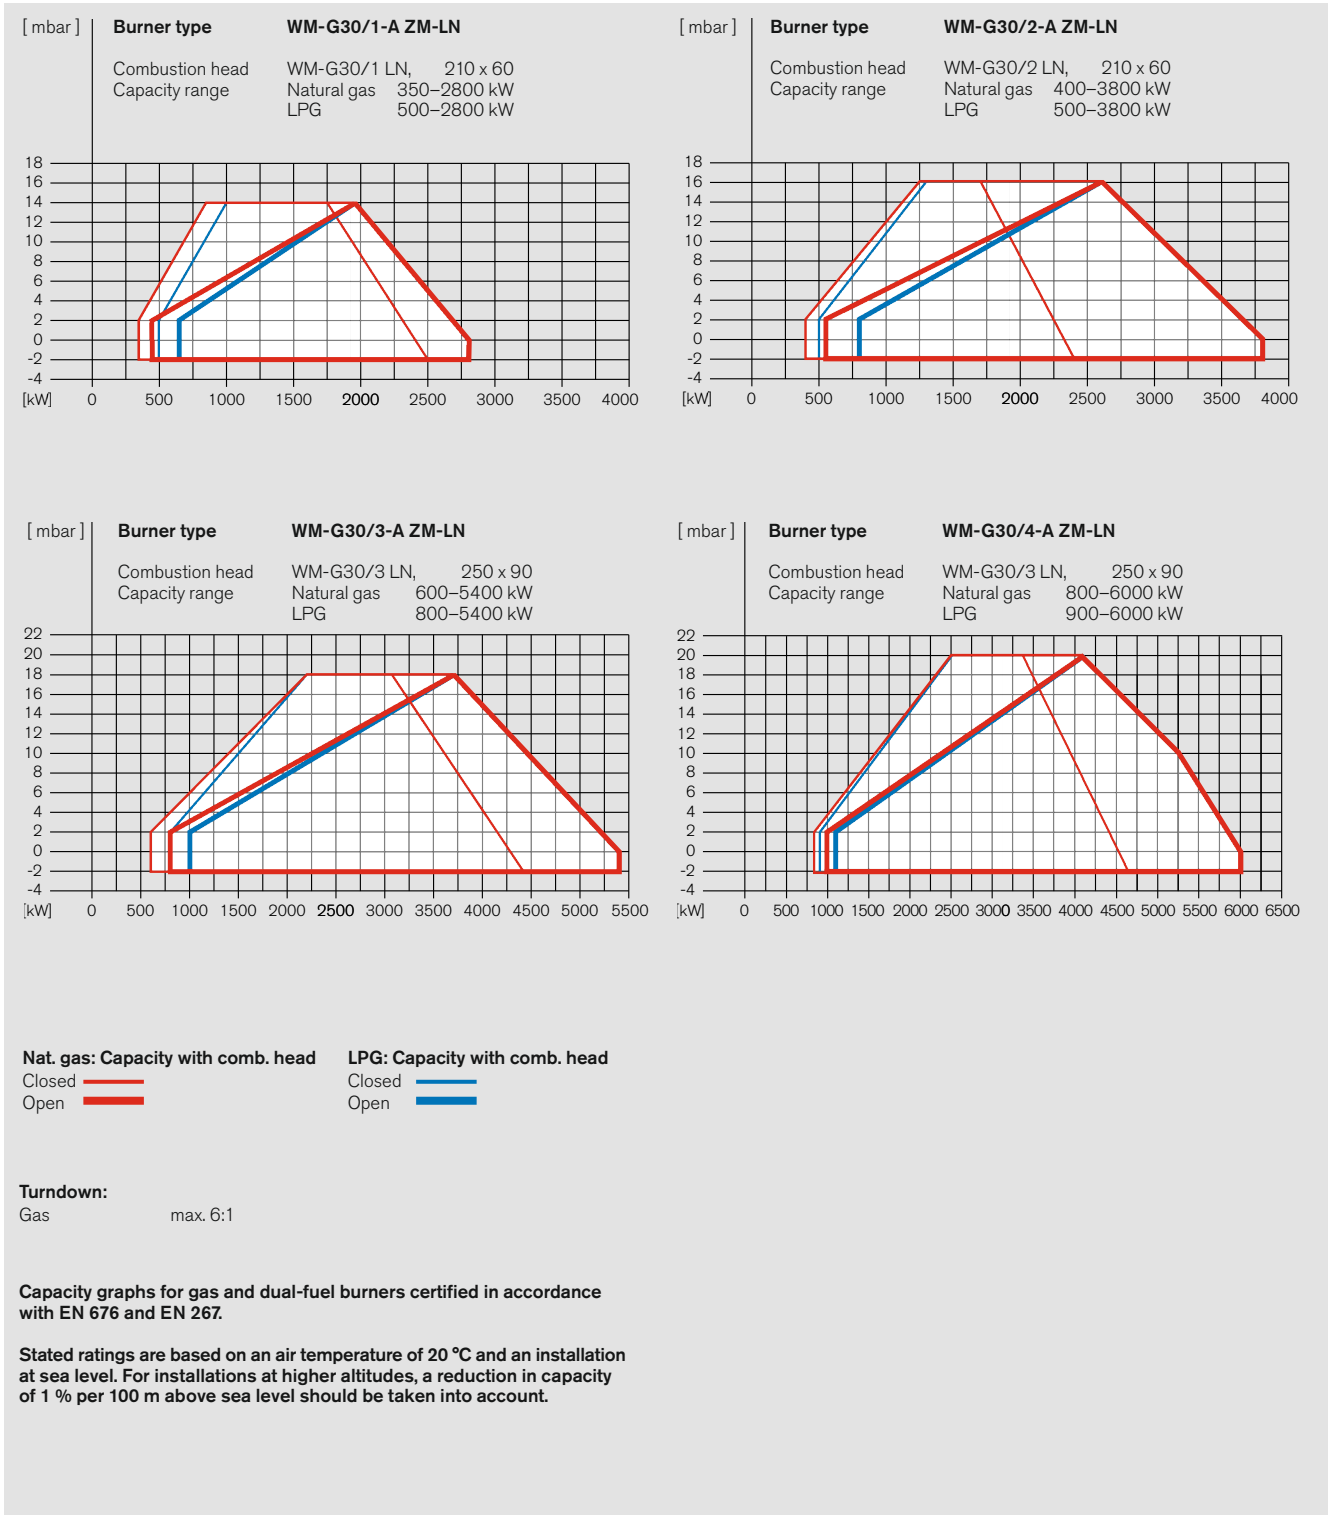 [ mbar ] Burner type WM-G30/1-A ZM-LN
Combustion head WM-G30/1 LN, 210 x 60
Capacity range Natural gas 350–2800 kW
LPG 500–2800 kW
18
16
14
12
10
8
6
4
2
0
-2
-4
[kW] 0 500 1000 1500 2000 2500 3000 3500 4000
[ mbar ] Burner type WM-G30/2-A ZM-LN
Combustion head WM-G30/2 LN, 210 x 60
Capacity range Natural gas 400–3800 kW
LPG 500–3800 kW
18
16
14
12
10
8
6
4
2
0
-2
-4
[kW] 0 500 1000 1500 2000 2500 3000 3500 4000
[ mbar ] Burner type WM-G30/3-A ZM-LN
Combustion head WM-G30/3 LN, 250 x 90
Capacity range Natural gas 600–5400 kW
LPG 800–5400 kW
22
20
18
16
14
12
10
8
6
4
2
0
-2
-4
[kW] 0 500 1000 1500 2000 2500 3000 3500 4000 4500 5000 5500
[ mbar ] Burner type WM-G30/4-A ZM-LN
Combustion head WM-G30/3 LN, 250 x 90
Capacity range Natural gas 800–6000 kW
LPG 900–6000 kW
22
20
18
16
14
12
10
8
6
4
2
0
-2
-4
[kW] 0 500 1000 1500 2000 2500 3000 3500 4000 4500 5000 5500 6000 6500
Nat. gas: Capacity with comb. head
Closed
Open
LPG: Capacity with comb. head
Closed
Open
Turndown:
Gas max. 6:1
Capacity graphs for gas and dual-fuel burners certified in accordance
with EN 676 and EN 267.
Stated ratings are based on an air temperature of 20 °C and an installation
at sea level. For installations at higher altitudes, a reduction in capacity
of 1 % per 100 m above sea level should be taken into account.